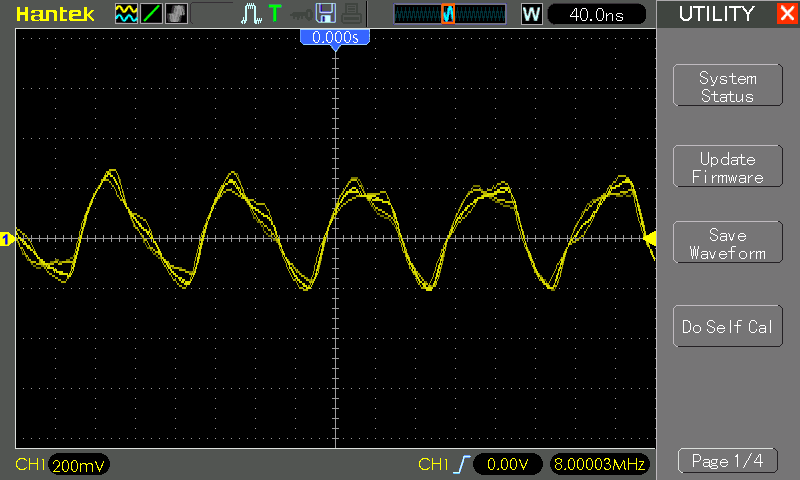 Hantek
T
W
40.0ns
UTILITY
0.000s
System
Status
Update
Firmware
Save
Waveform
Do Self Cal
Page 1/4
1
CH1 200mV
CH1 0.00V 8.00003MHz